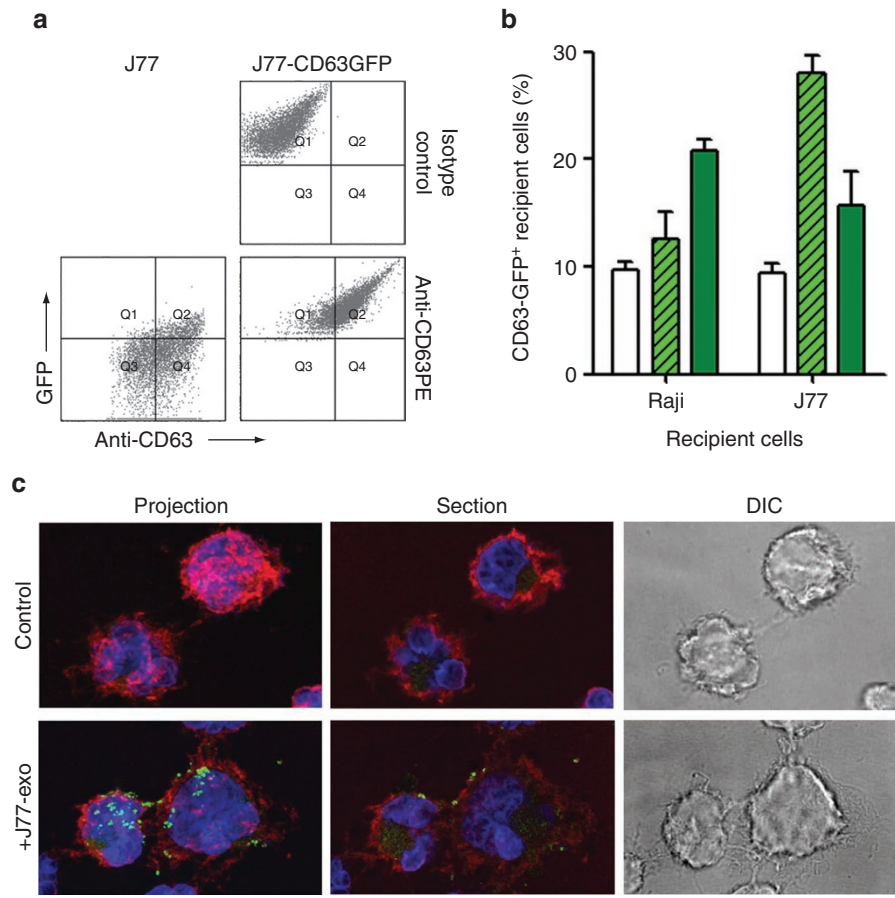 a
J77
J77-CD63GFP
Q1
Q2
Q3
Q4
Isotype
control
Q1
Q2
Q3
Q4
Q1
Q2
Q3
Q4
Anti-CD63PE
GFP
Anti-CD63
b
CD63-GFP+ recipient cells (%)
30
20
10
0
Raji
J77
Recipient cells
c
Projection
Section
DIC
Control
+J77-exo